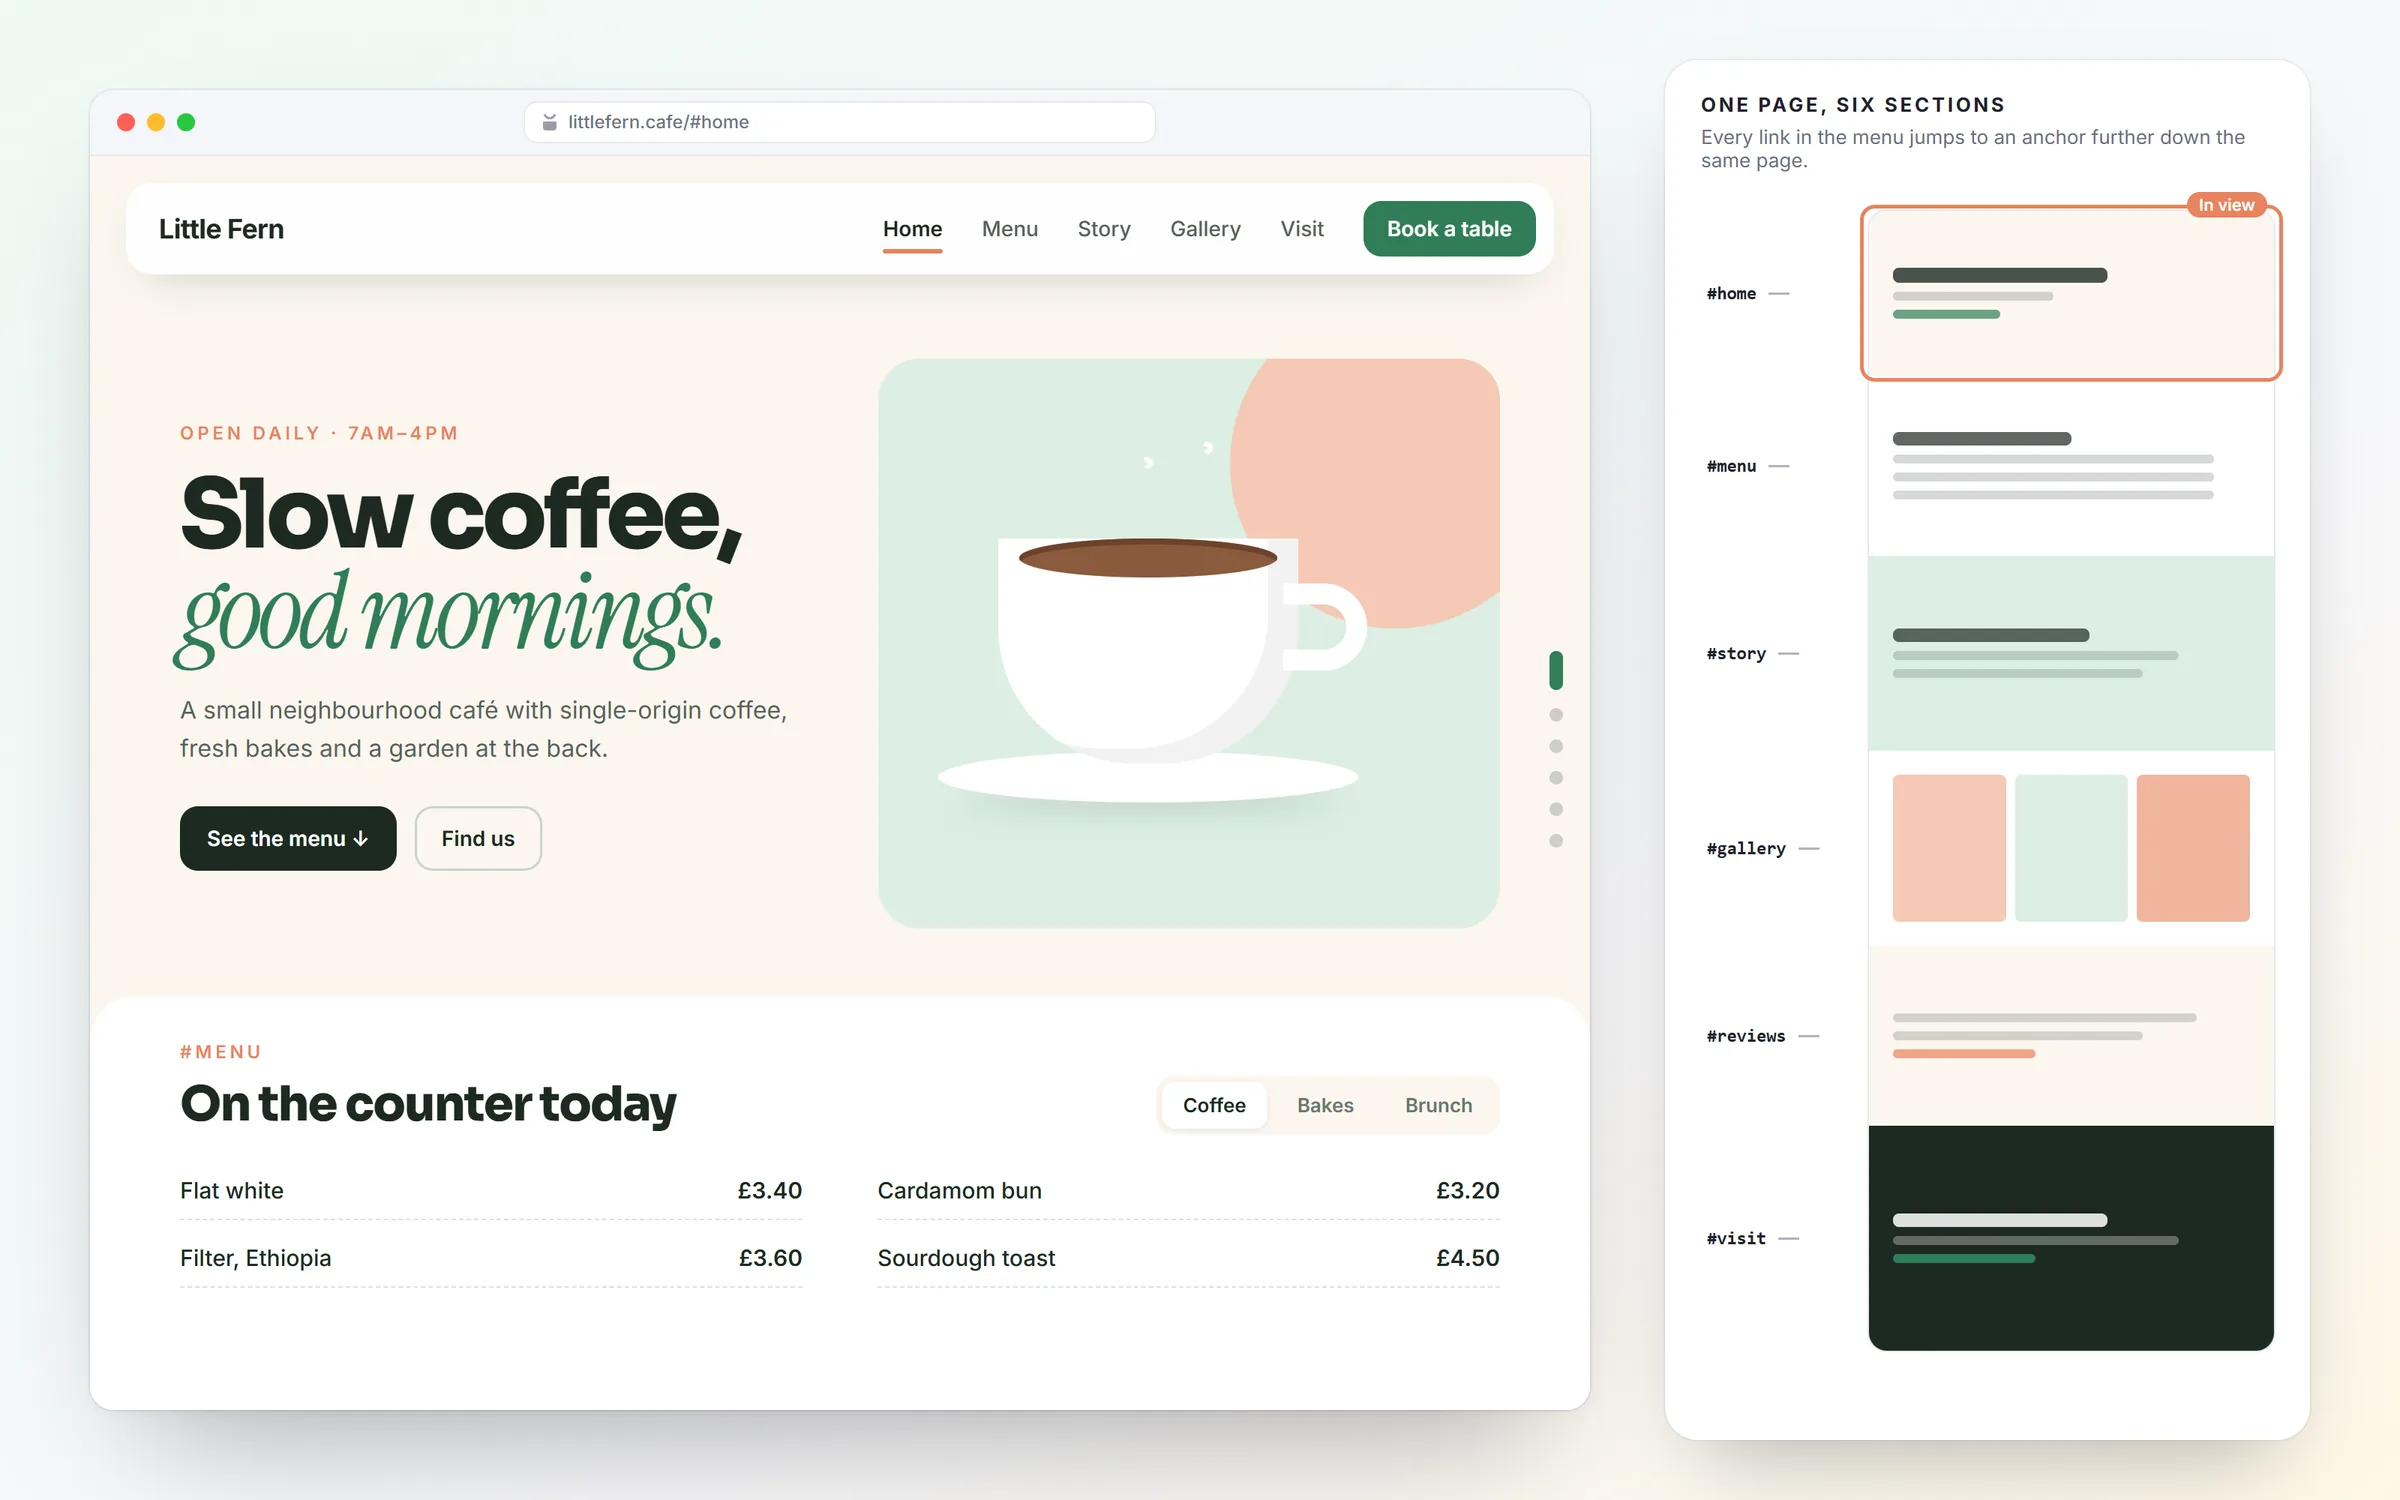 littlefern.cafe/#home
Little Fern
Home
Menu
Story
Gallery
Visit
Book a table
OPEN DAILY · 7AM–4PM
Slow coffee,
good mornings.
A small neighbourhood café with single-origin coffee,
fresh bakes and a garden at the back.
See the menu ↓
Find us
#MENU
On the counter today
Coffee
Bakes
Brunch
Flat white £3.40
Cardamom bun £3.20
Filter, Ethiopia £3.60
Sourdough toast £4.50
ONE PAGE, SIX SECTIONS
Every link in the menu jumps to an anchor further down the
same page.
In view
#home
#menu
#story
#gallery
#reviews
#visit